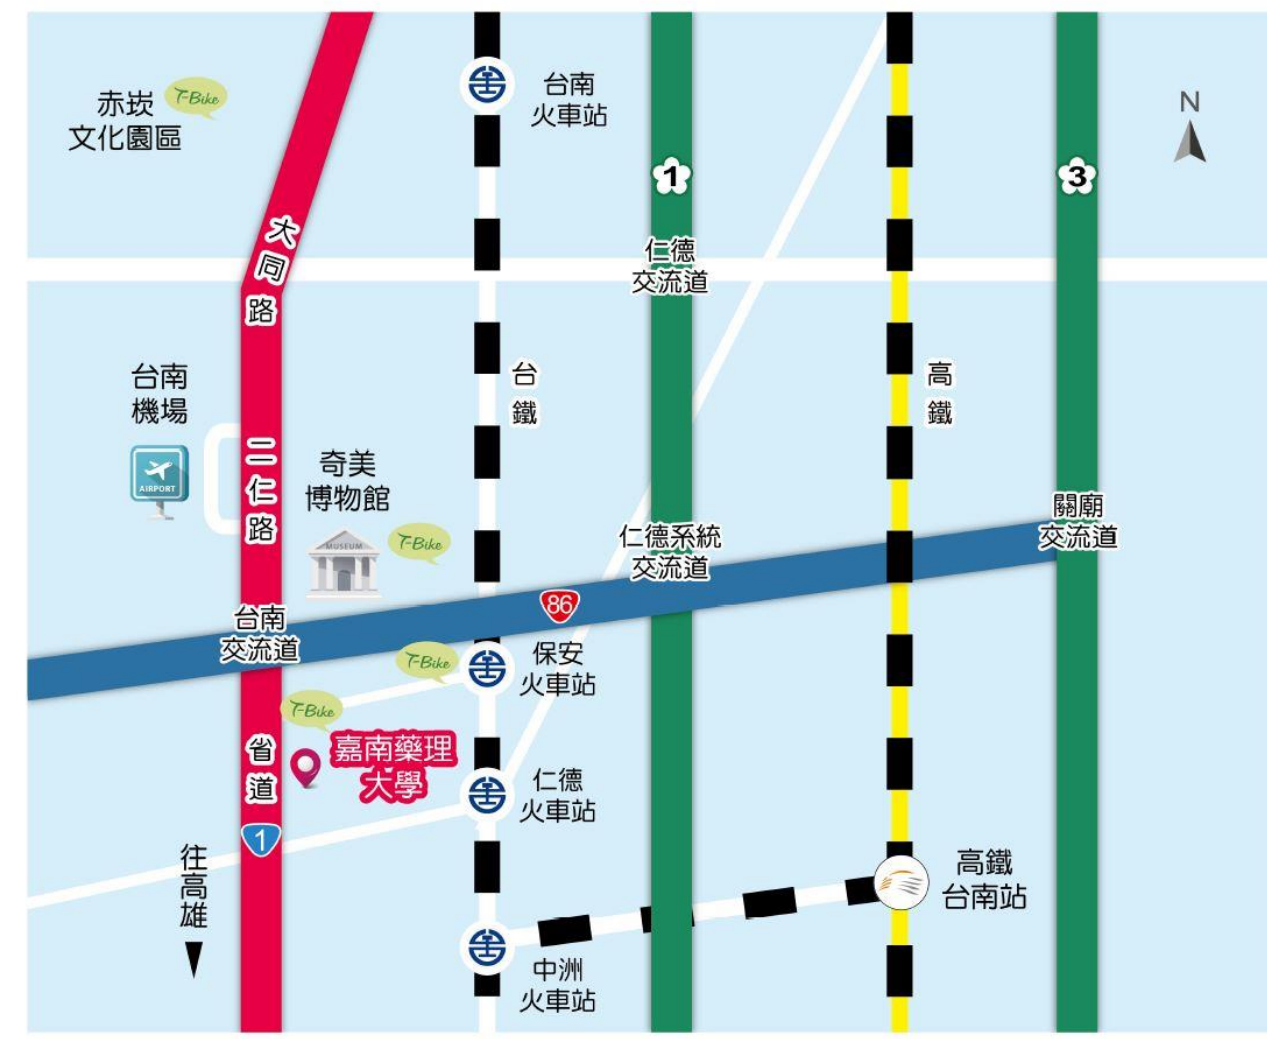 赤崁
文化園區
T-Bike
台南
火車站
N
1
3
大同路
仁德
交流道
台南
機場
AIRPORT
二仁路
奇美
博物館
MUSEUM
T-Bike
台鐵
高鐵
仁德系統
交流道
關廟
交流道
86
台南
交流道
T-Bike
保安
火車站
T-Bike
嘉南藥理
大學
省道
1
仁德
火車站
往高雄
高鐵
台南站
中洲
火車站